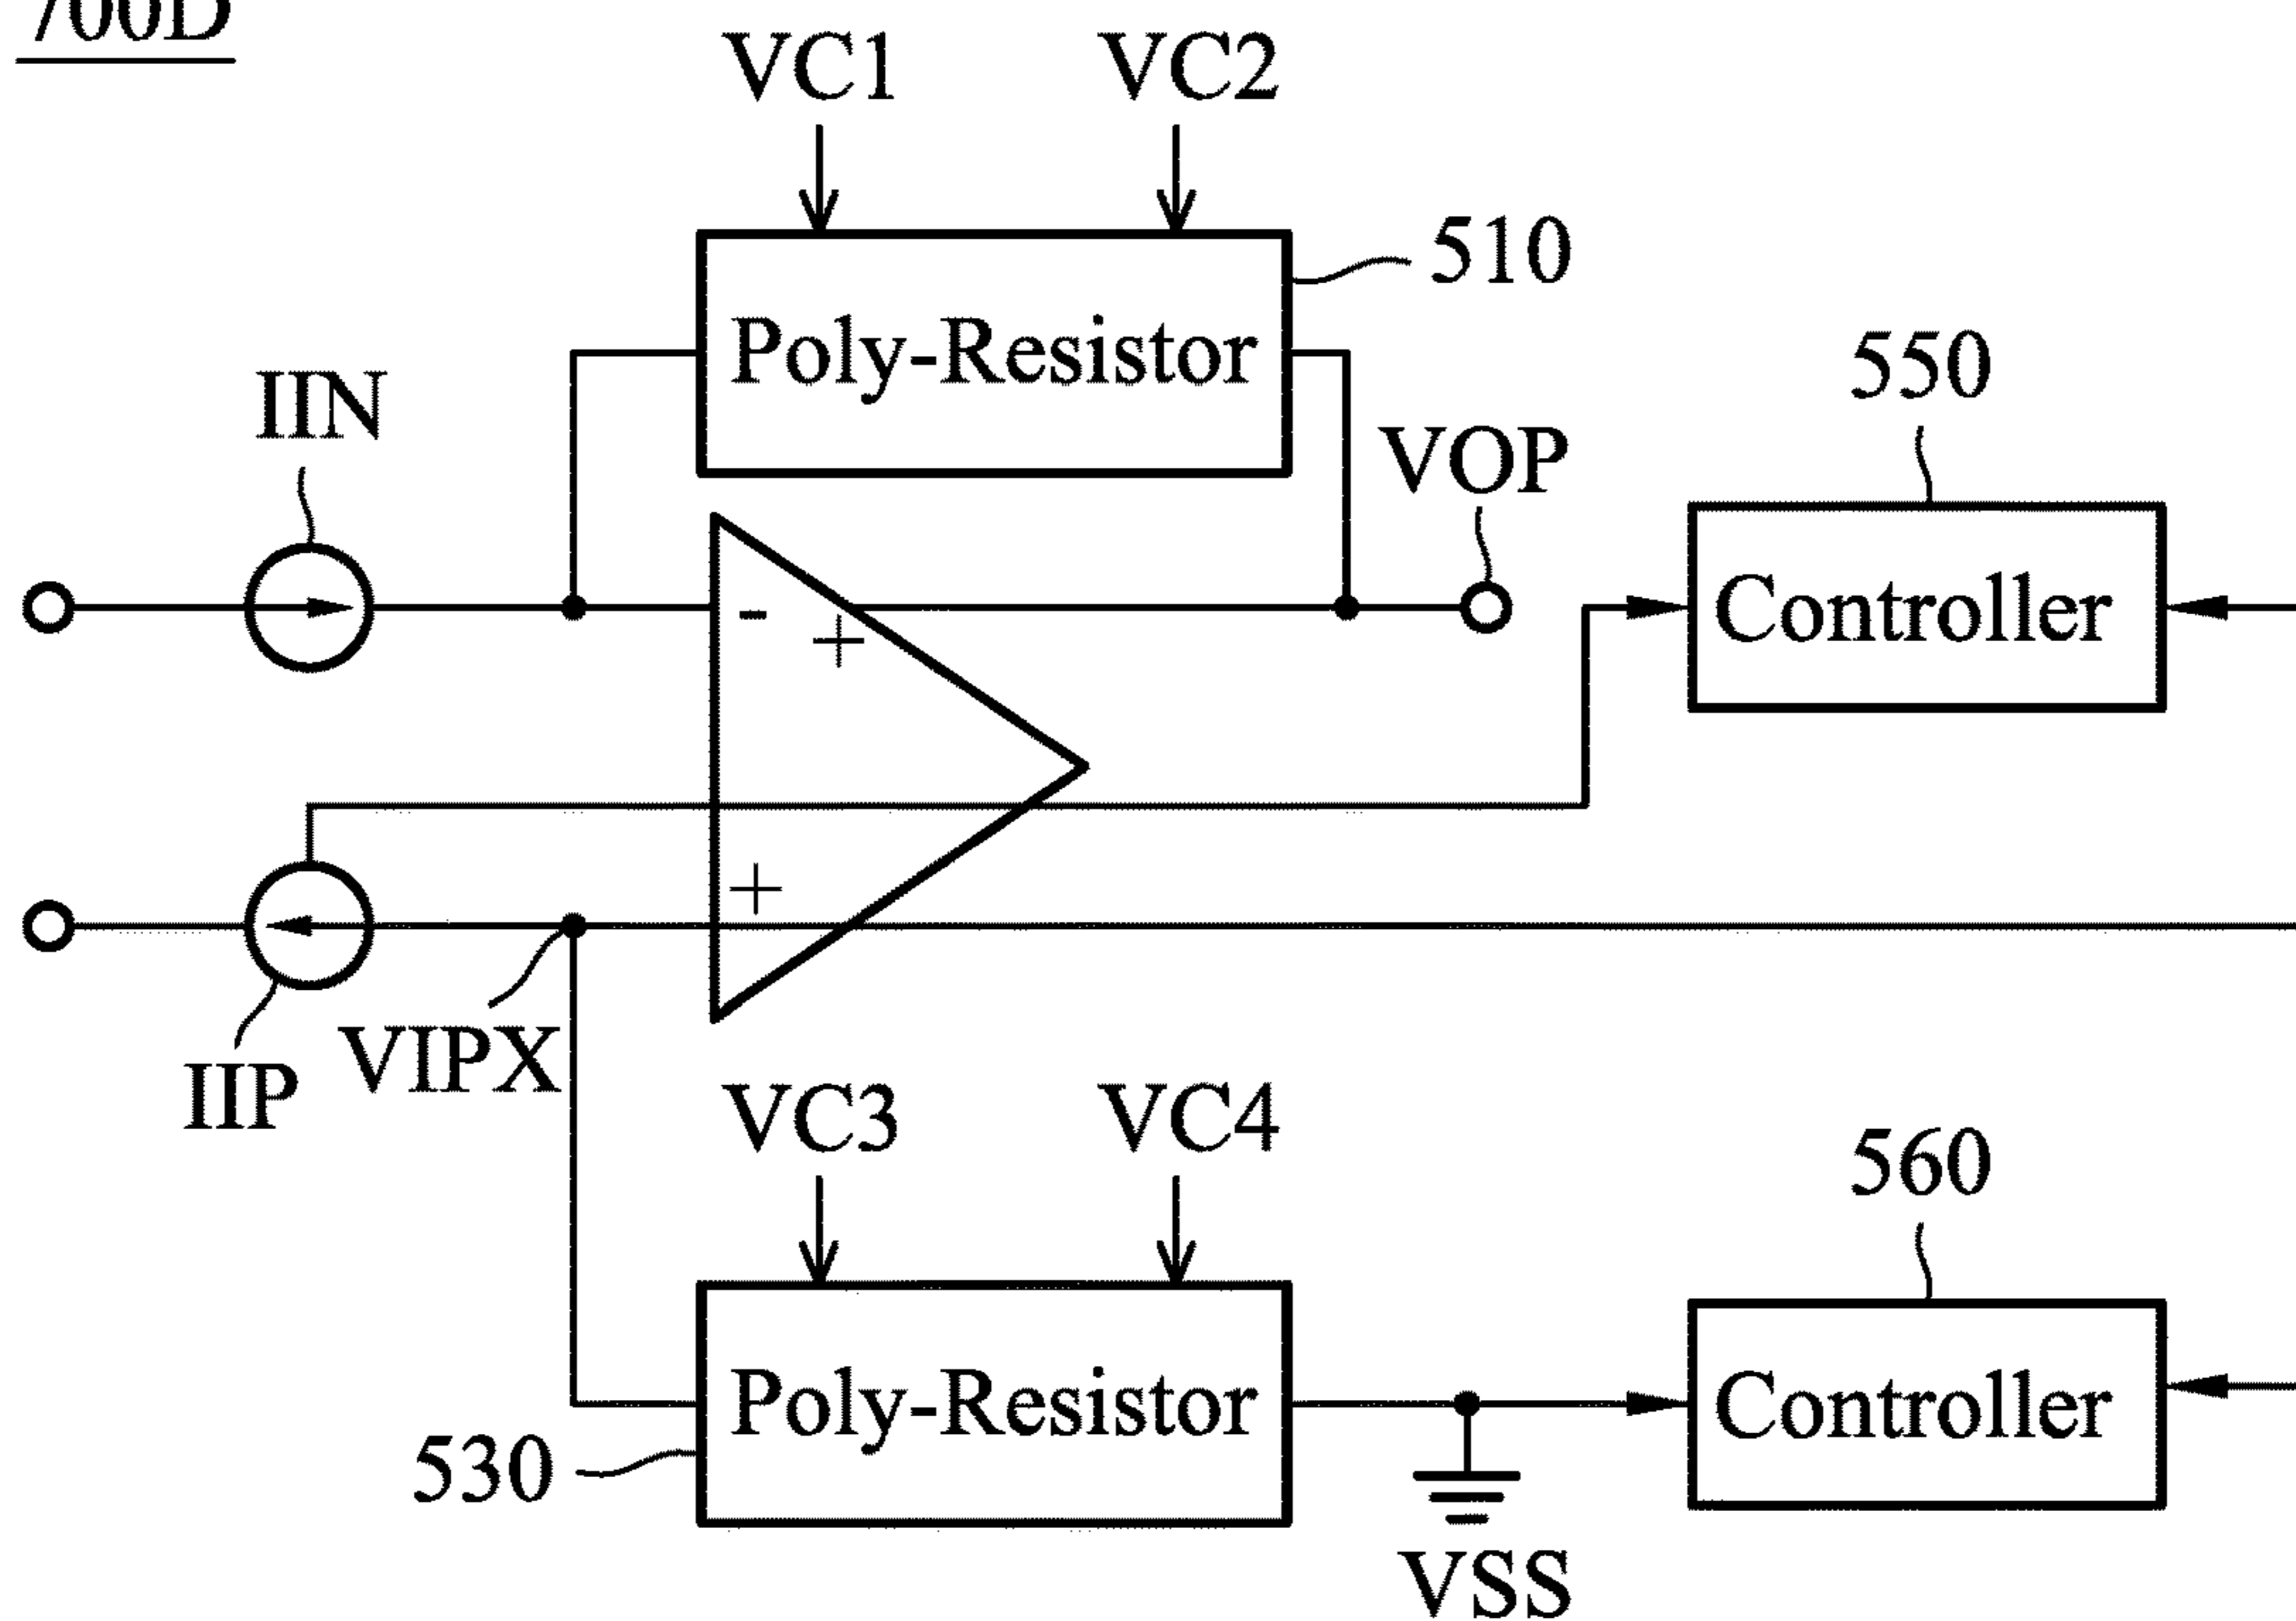 700D
VC1 VC2
510
Poly-Resistor
550
IIN
VOP
Controller
-
+
+
VIPX
IIP
VC3 VC4
560
Poly-Resistor
Controller
530
VSS